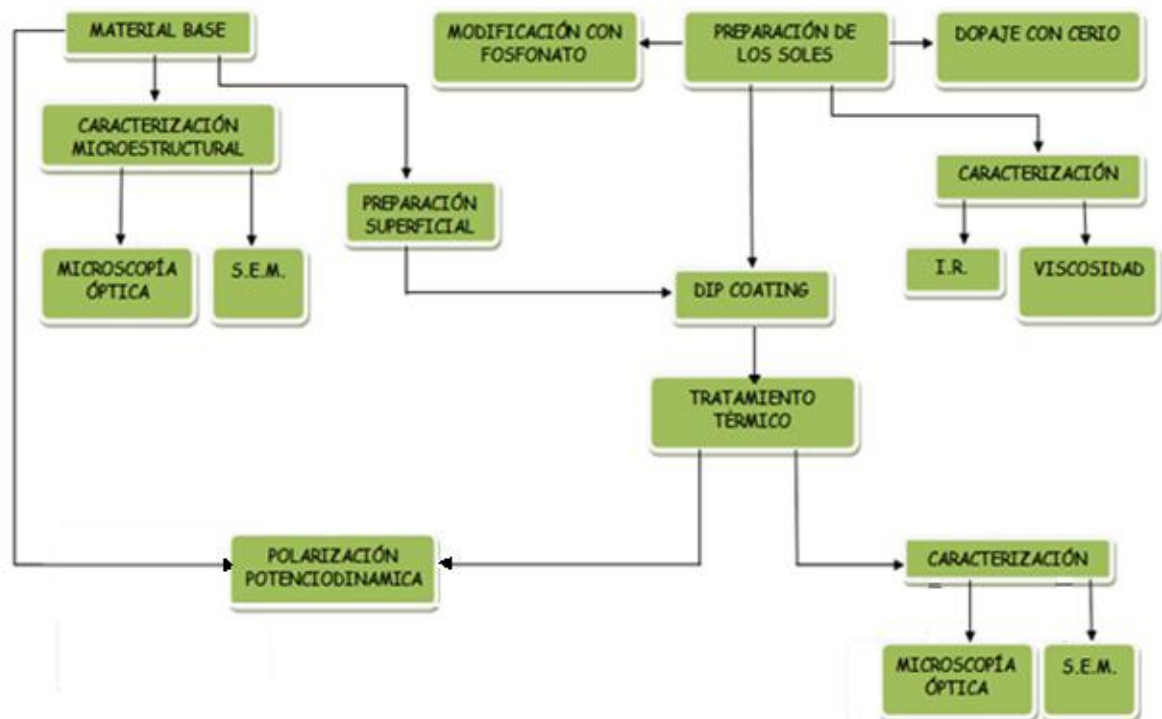 MATERIAL BASE
MODIFICACIÓN CON
FOSFONATO
PREPARACIÓN DE
LOS SOLES
DOPAJE CON CERIO
CARACTERIZACIÓN
MICROESTRUCTURAL
CARACTERIZACIÓN
PREPARACIÓN
SUPERFICIAL
MICROSCOPÍA
ÓPTICA
S.E.M.
I.R.
VISCOSIDAD
DIP COATING
TRATAMIENTO
TÉRMICO
POLARIZACIÓN
POTENCIODINAMICA
CARACTERIZACIÓN
MICROSCOPÍA
ÓPTICA
S.E.M.